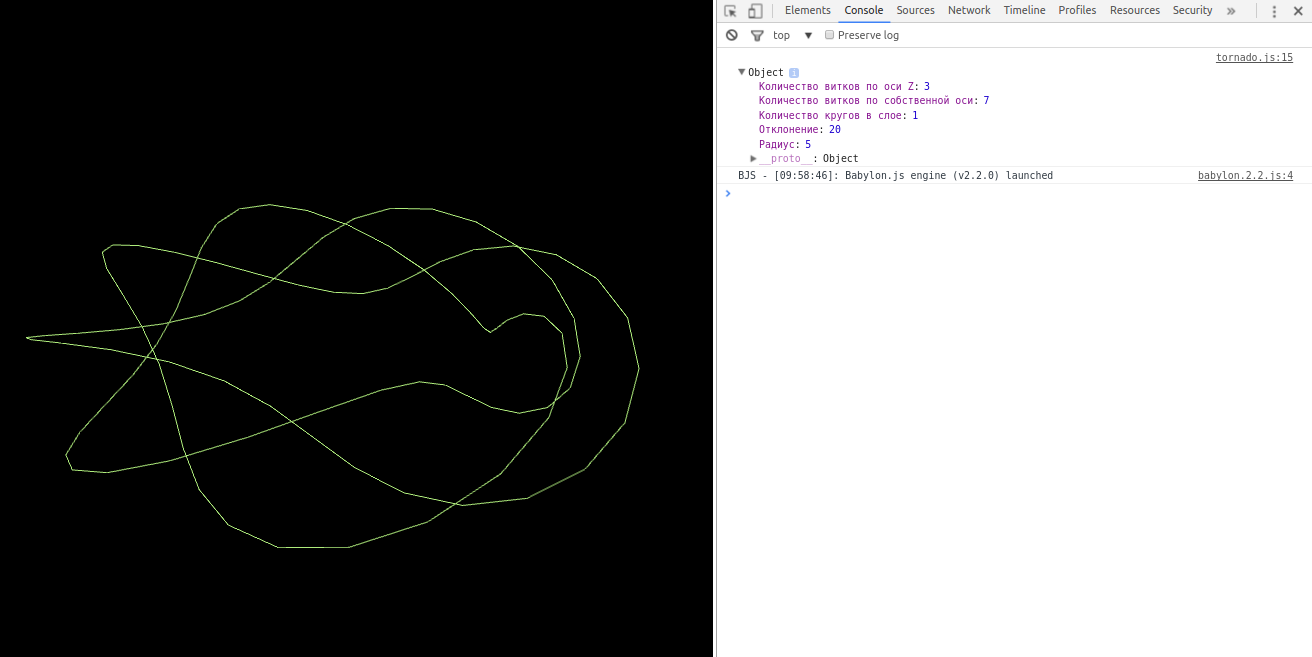 Elements Console Sources Network Timeline Profiles Resources Security »
top ▼ Preserve log
tornado.js:15
▼Object i
Количество витков по оси Z: 3
Количество витков по собственной оси: 7
Количество кругов в слое: 1
Отклонение: 20
Радиус: 5
▶__proto__: Object
BJS - [09:58:46]: Babylon.js engine (v2.2.0) launched babylon.2.2.js:4